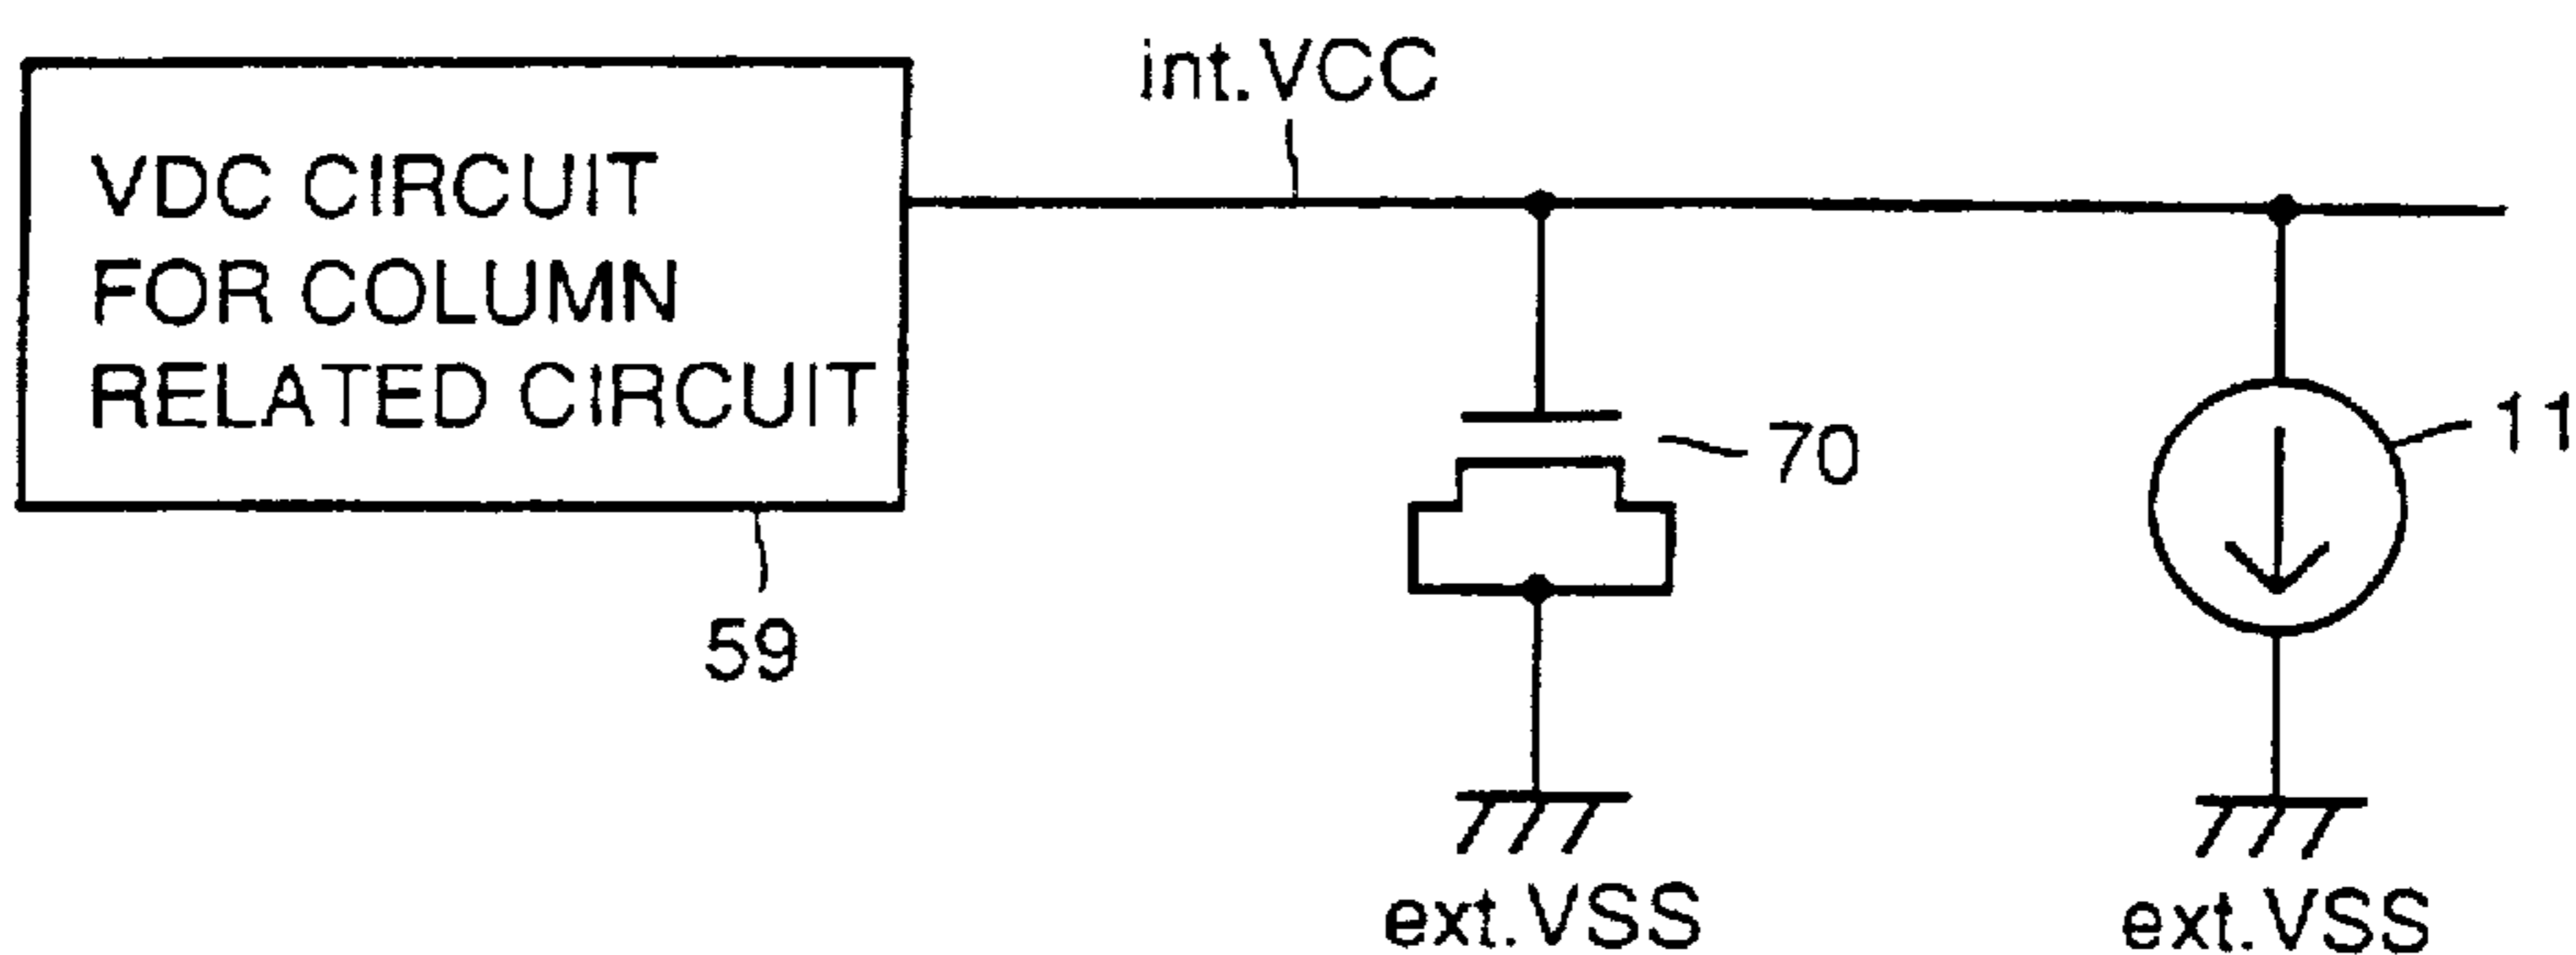 int.VCC
VDC CIRCUIT
FOR COLUMN
RELATED CIRCUIT
59
70
11
ext.VSS
ext.VSS